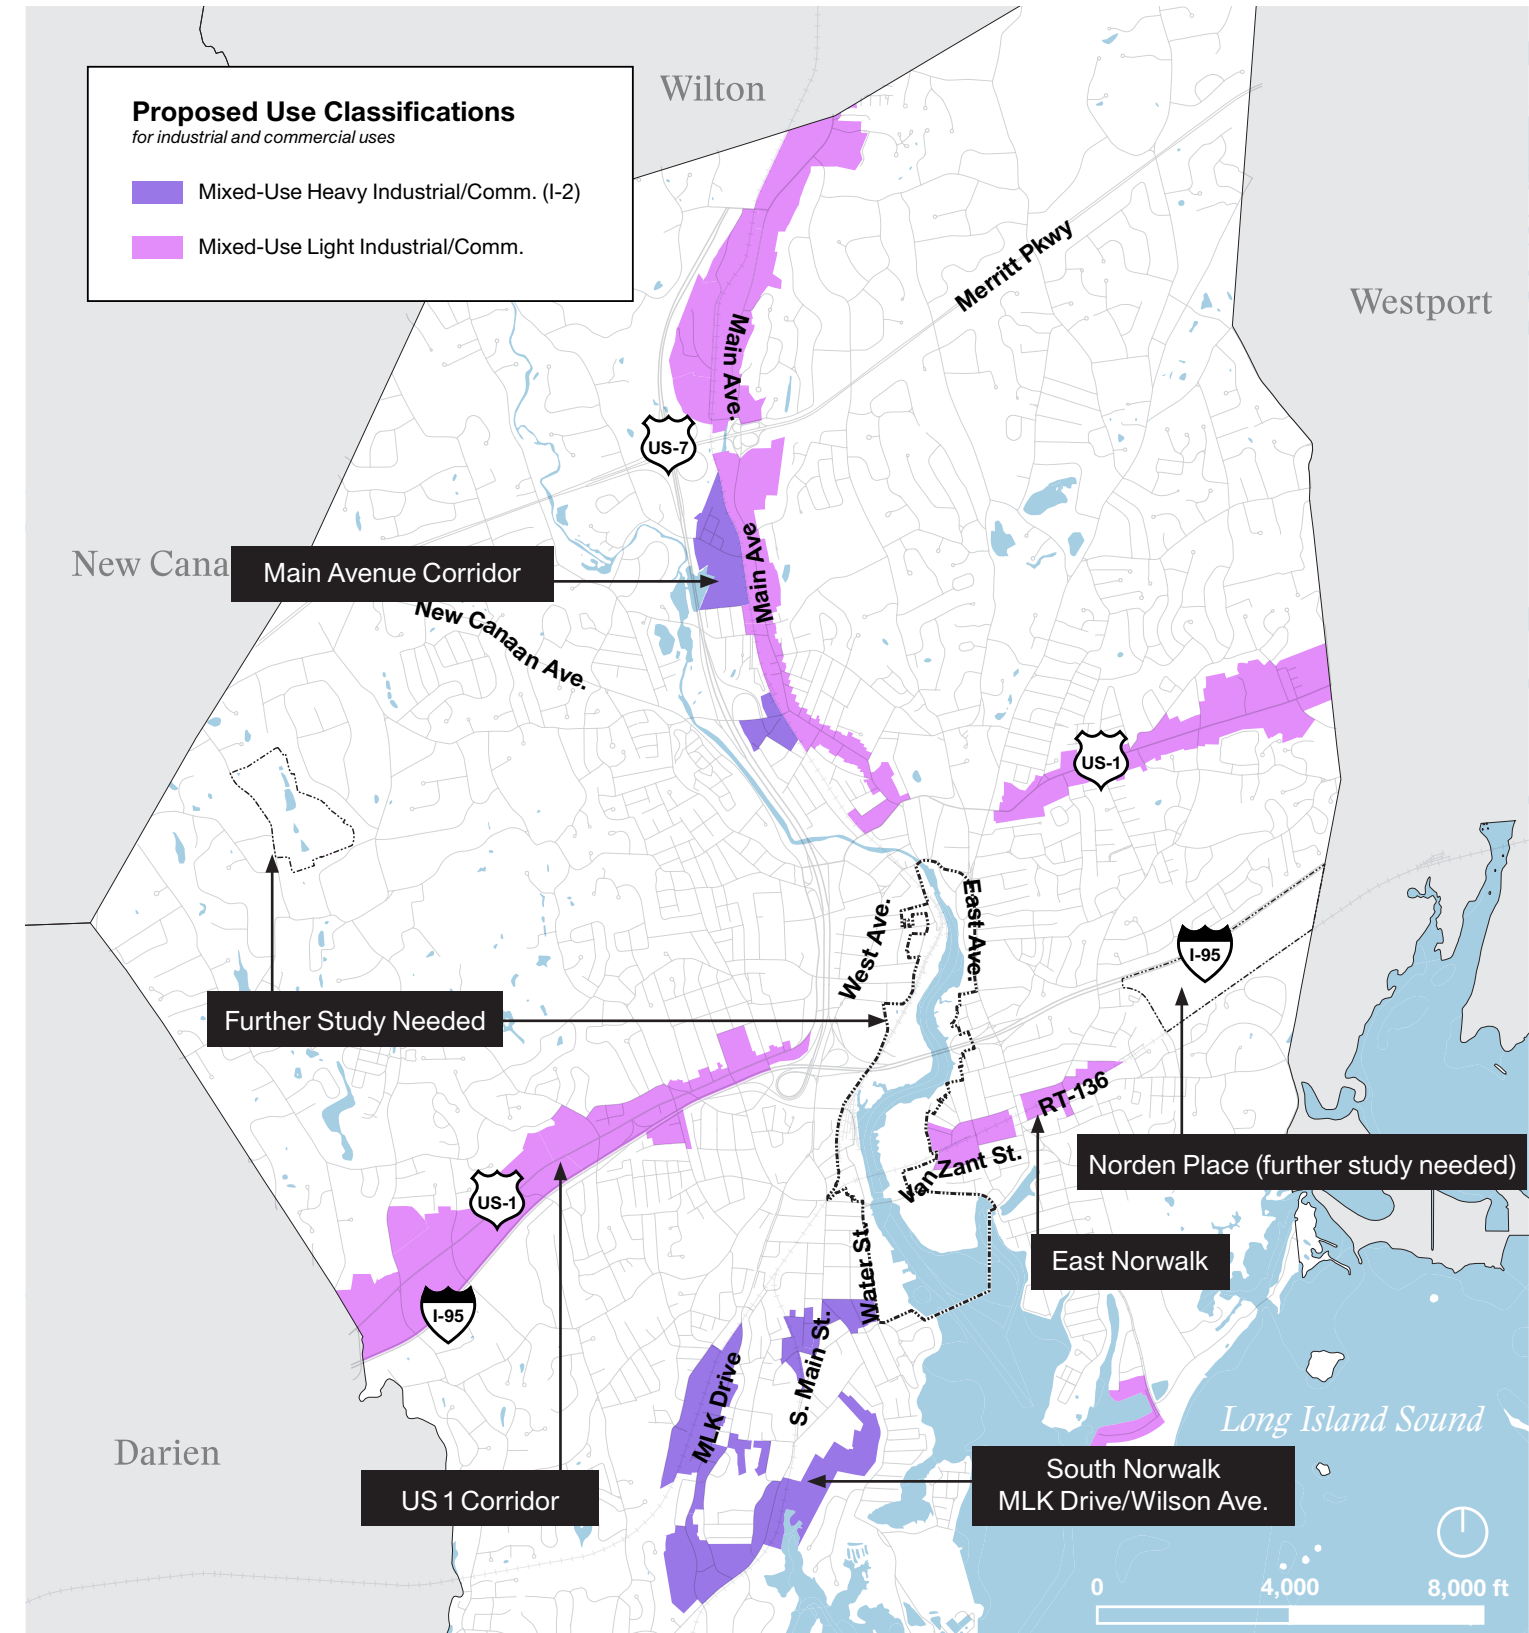 Wilton
Proposed Use Classifications
for industrial and commercial uses
Mixed-Use Heavy Industrial/Comm. (I-2)
Mixed-Use Light Industrial/Comm.
Merritt Pkwy
Westport
Main Ave.
US-7
New Cana
Main Avenue Corridor
Main Ave
New Canaan Ave.
US-1
East Ave.
West Ave.
I-95
Further Study Needed
RT-136
Norden Place (further study needed)
Van Zant St.
US-1
East Norwalk
Water St.
I-95
S. Main St.
MLK Drive
Long Island Sound
Darien
South Norwalk
MLK Drive/Wilson Ave.
US 1 Corridor
0 4,000 8,000 ft